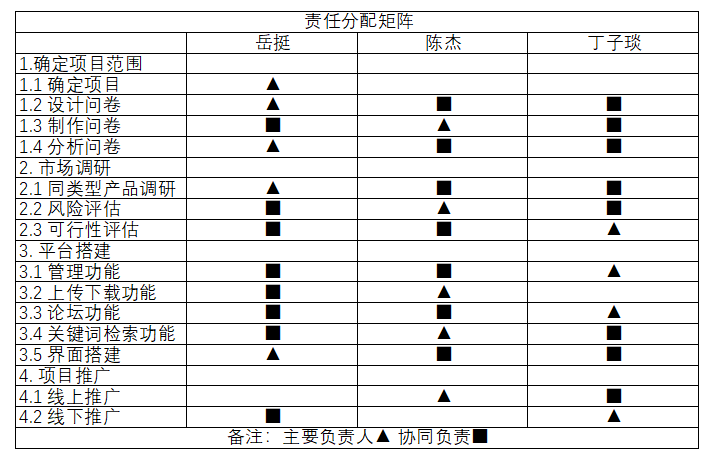 责任分配矩阵
岳挺 陈杰 丁子琰
1.确定项目范围
1.1 确定项目 ▲
1.2 设计问卷 ▲ ■ ■
1.3 制作问卷 ■ ▲ ■
1.4 分析问卷 ▲ ■ ■
2. 市场调研
2.1 同类型产品调研 ▲ ■ ■
2.2 风险评估 ■ ▲ ■
2.3 可行性评估 ■ ■ ▲
3. 平台搭建
3.1 管理功能 ■ ■ ▲
3.2 上传下载功能 ■ ▲
3.3 论坛功能 ■ ■ ▲
3.4 关键词检索功能 ■ ▲ ■
3.5 界面搭建 ▲ ■ ■
4. 项目推广
4.1 线上推广 ▲ ■
4.2 线下推广 ■ ▲
备注：主要负责人▲ 协同负责■